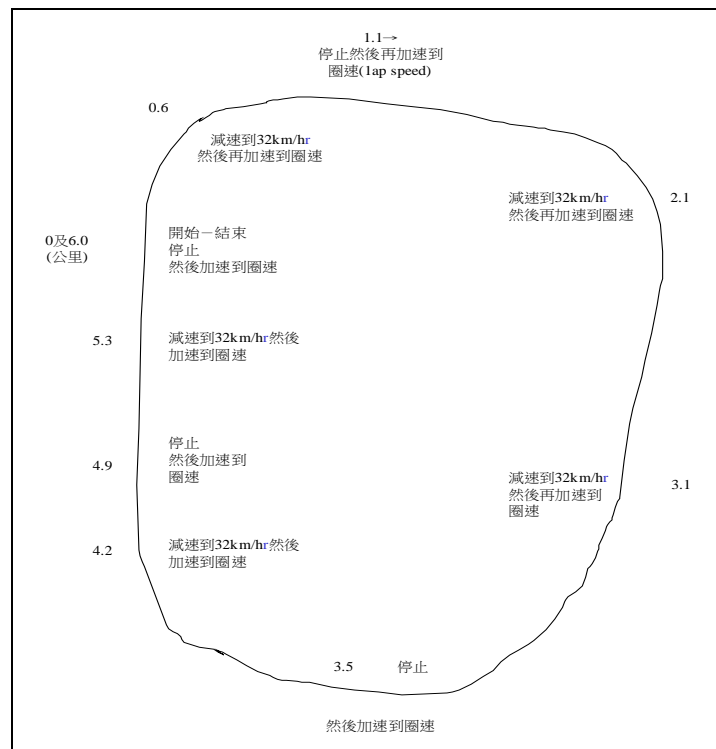 1.1→
停止然後再加速到
圈速(1ap speed)
0.6
減速到32km/hr
然後再加速到圈速
減速到32km/hr
然後再加速到圈速
2.1
0及6.0
(公里)
開始－結束
停止
然後加速到圈速
5.3
減速到32km/hr然後
加速到圈速
停止
然後加速到
圈速
4.9
減速到32km/hr
然後再加速到
圈速
3.1
4.2
減速到32km/hr然後
加速到圈速
3.5 停止
然後加速到圈速